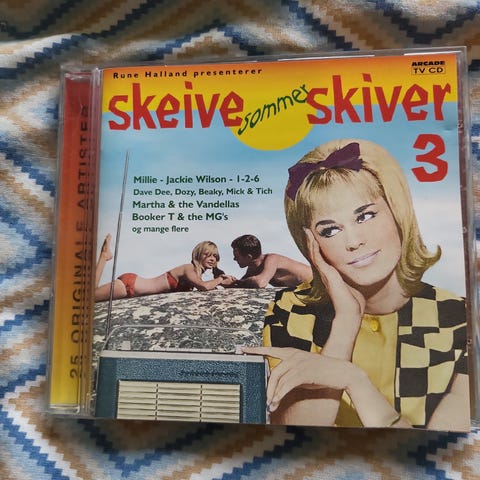 Rune Halland presenterer
ARCADE
TV CD
skeive sommer skiver
3
Millie - Jackie Wilson - 1-2-6
Dave Dee, Dozy, Beaky, Mick & Tich
Martha & the Vandellas
Booker T & the MG's
og mange flere
25 ORIGINALE ARTISTER